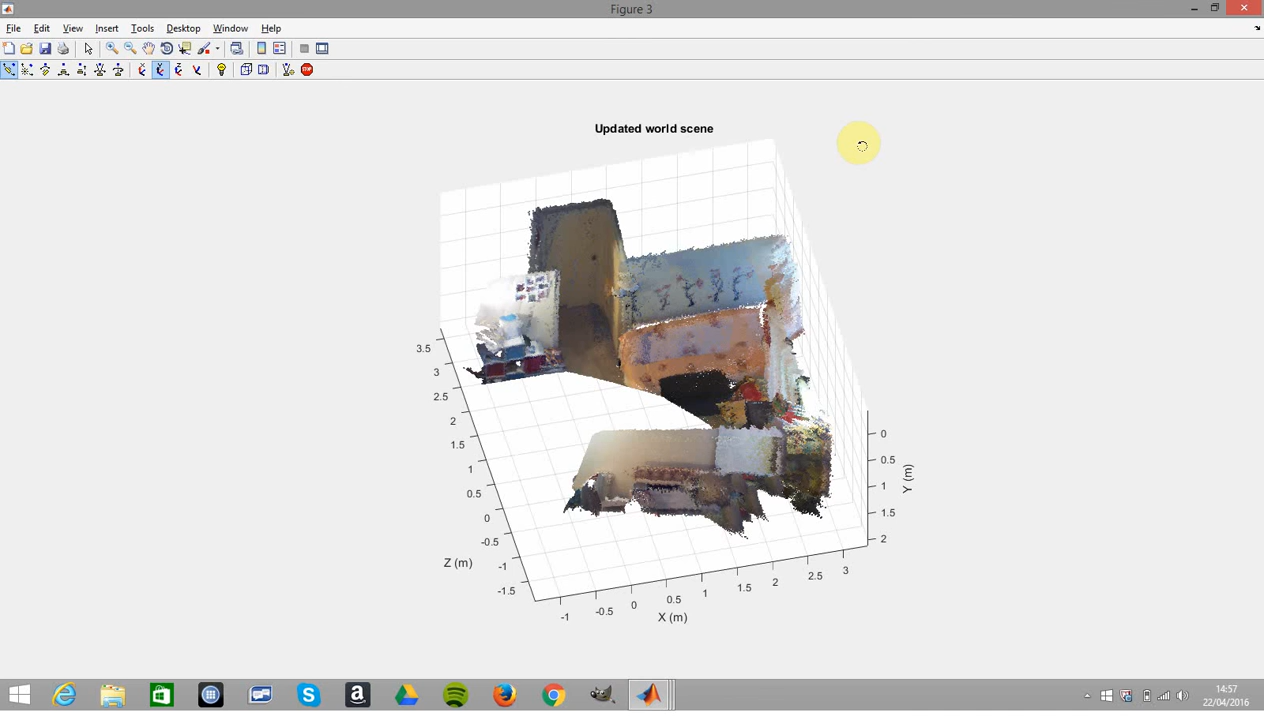 Figure 3
File Edit View Insert Tools Desktop Window Help
STOP
Updated world scene
3.5
3
2.5
2
1.5
1
0.5
0
-0.5
-1
-1.5
Z (m)
-1 -0.5 0 0.5 1 1.5 2 2.5 3
X (m)
0
0.5
1
1.5
2
Y (m)
14:57
22/04/2016